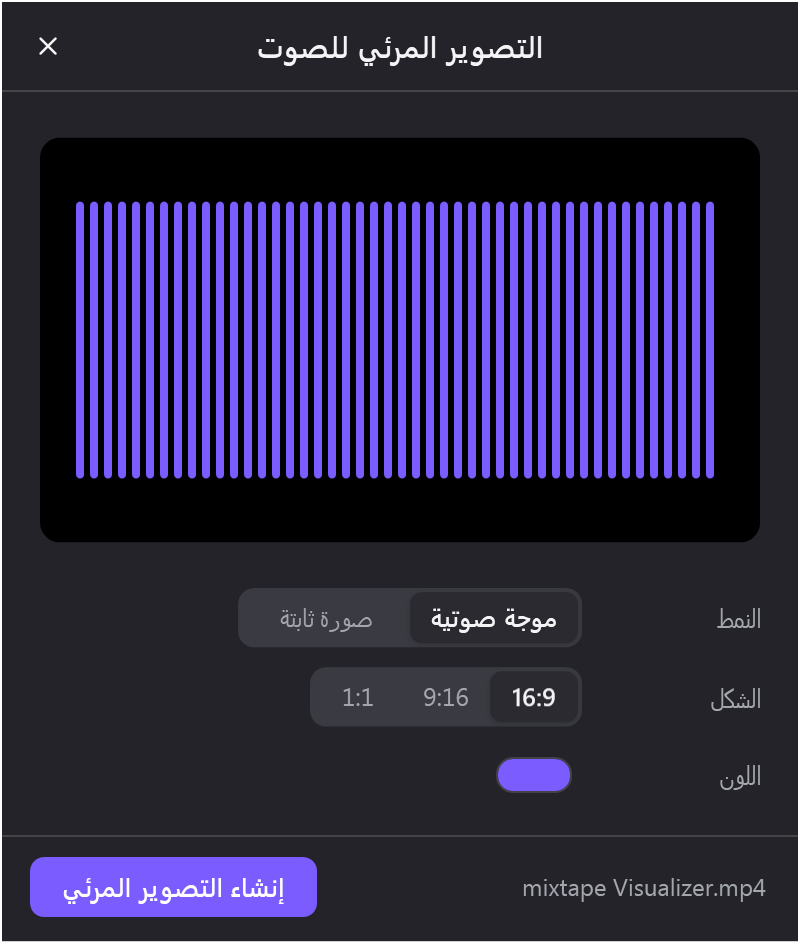 التصوير المرئي للصوت
النمط
موجة صوتية
صورة ثابتة
الشكل
16:9
9:16
1:1
اللون
mixtape Visualizer.mp4
إنشاء التصوير المرئي